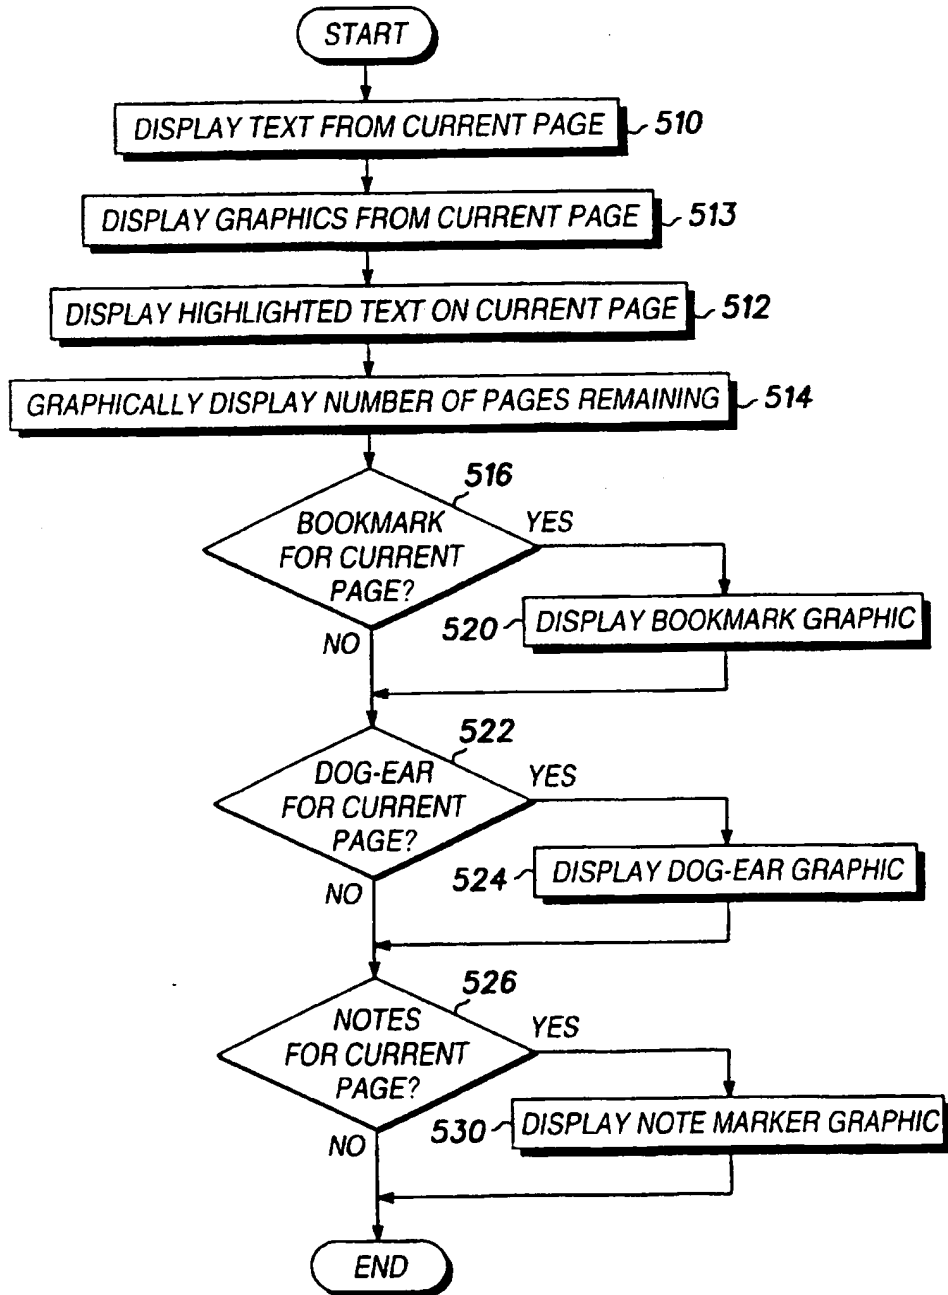 START
DISPLAY TEXT FROM CURRENT PAGE
510
DISPLAY GRAPHICS FROM CURRENT PAGE
513
DISPLAY HIGHLIGHTED TEXT ON CURRENT PAGE
512
GRAPHICALLY DISPLAY NUMBER OF PAGES REMAINING
514
516
BOOKMARK
FOR CURRENT
PAGE?
YES
520
DISPLAY BOOKMARK GRAPHIC
NO
522
DOG-EAR
FOR CURRENT
PAGE?
YES
524
DISPLAY DOG-EAR GRAPHIC
NO
526
NOTES
FOR CURRENT
PAGE?
YES
530
DISPLAY NOTE MARKER GRAPHIC
NO
END